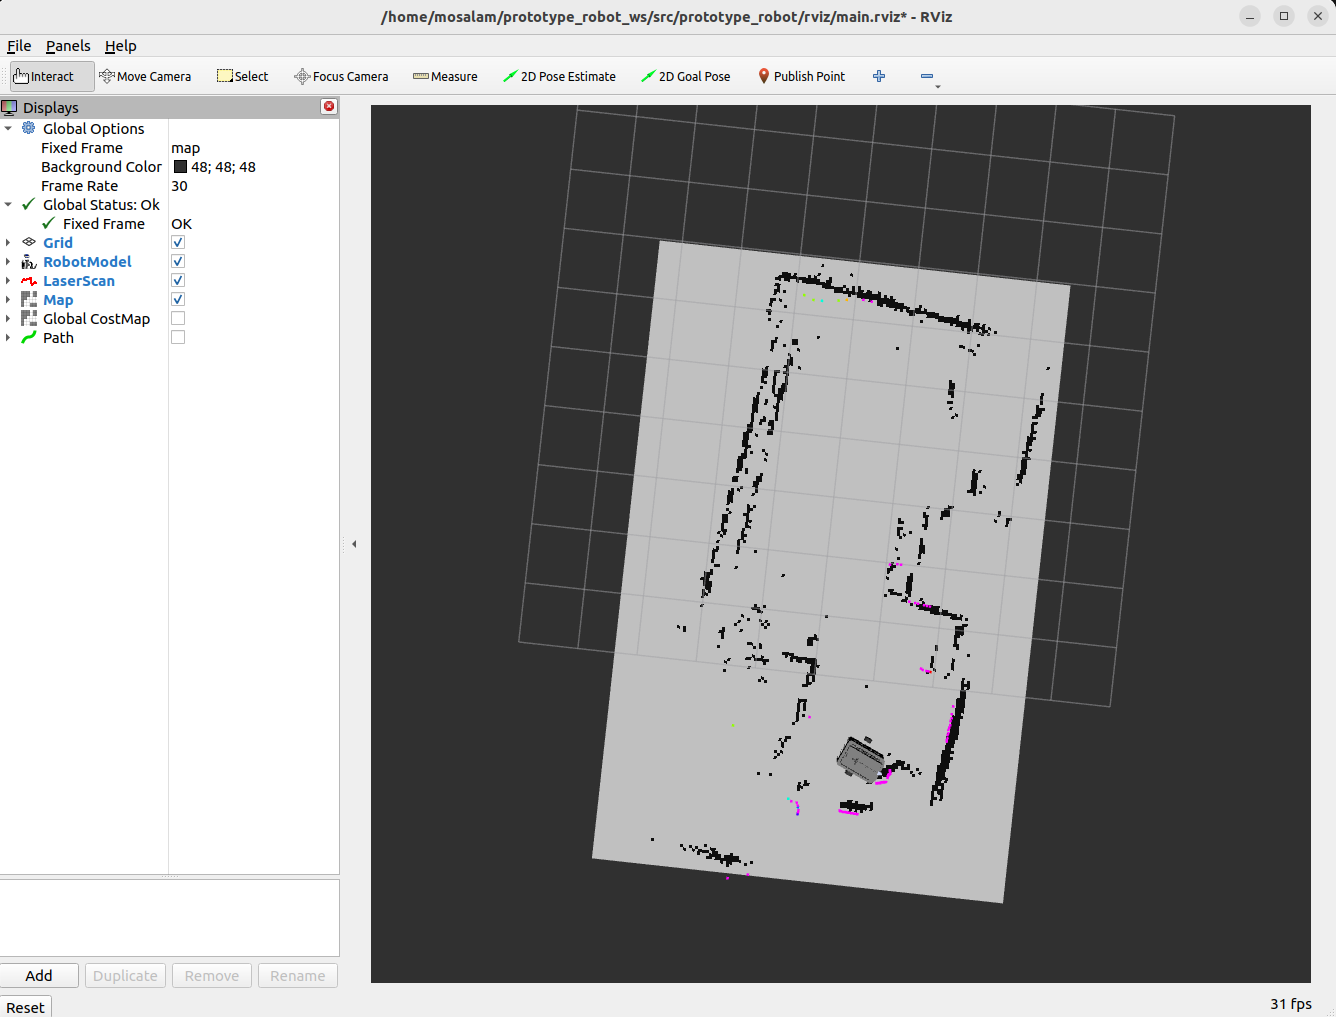 /home/mosalam/prototype_robot_ws/src/prototype_robot/rviz/main.rviz* - RViz
File Panels Help
Interact Move Camera Select Focus Camera Measure 2D Pose Estimate 2D Goal Pose Publish Point
Displays
Global Options
Fixed Frame map
Background Color 48; 48; 48
Frame Rate 30
Global Status: Ok
Fixed Frame OK
Grid
RobotModel
LaserScan
Map
Global CostMap
Path
Add Duplicate Remove Rename
Reset 31 fps